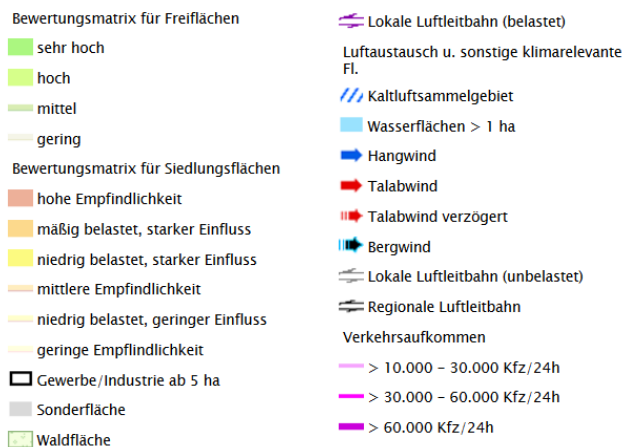 Bewertungsmatrix für Freiflächen
sehr hoch
hoch
mittel
gering
Bewertungsmatrix für Siedlungsflächen
hohe Empfindlichkeit
mäßig belastet, starker Einfluss
niedrig belastet, starker Einfluss
mittlere Empfindlichkeit
niedrig belastet, geringer Einfluss
geringe Empflindlichkeit
Gewerbe/Industrie ab 5 ha
Sonderfläche
Waldfläche
Lokale Luftleitbahn (belastet)
Luftaustausch u. sonstige klimarelevante
Fl.
Kaltluftsammelgebiet
Wasserflächen > 1 ha
Hangwind
Talabwind
Talabwind verzögert
Bergwind
Lokale Luftleitbahn (unbelastet)
Regionale Luftleitbahn
Verkehrsaufkommen
> 10.000 - 30.000 Kfz/24h
> 30.000 - 60.000 Kfz/24h
> 60.000 Kfz/24h